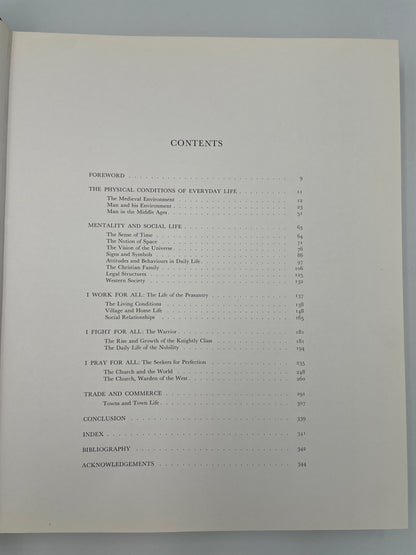 CONTENTS
FOREWORD . . . 9
THE PHYSICAL CONDITIONS OF EVERYDAY LIFE . . . 11
The Medieval Environment . . . 12
Man and his Environment . . . 23
Man in the Middle Ages . . . 31
MENTALITY AND SOCIAL LIFE . . . 63
The Sense of Time . . . 64
The Notion of Space . . . 71
The Vision of the Universe . . . 76
Signs and Symbols . . . 86
Attitudes and Behaviours in Daily Life . . . 97
The Christian Family . . . 106
Legal Structures . . . 125
Western Society . . . 132
I WORK FOR ALL: The Life of the Peasantry . . . 137
The Living Conditions . . . 138
Village and Home Life . . . 148
Social Relationships . . . 165
I FIGHT FOR ALL: The Warrior . . . 181
The Rise and Growth of the Knightly Class . . . 181
The Daily Life of the Nobility . . . 194
I PRAY FOR ALL: The Seekers for Perfection . . . 235
The Church and the World . . . 248
The Church, Warden of the West . . . 260
TRADE AND COMMERCE . . . 291
Towns and Town Life . . . 307
CONCLUSION . . . 339
INDEX . . . 341
BIBLIOGRAPHY . . . 342
ACKNOWLEDGEMENTS . . . 344